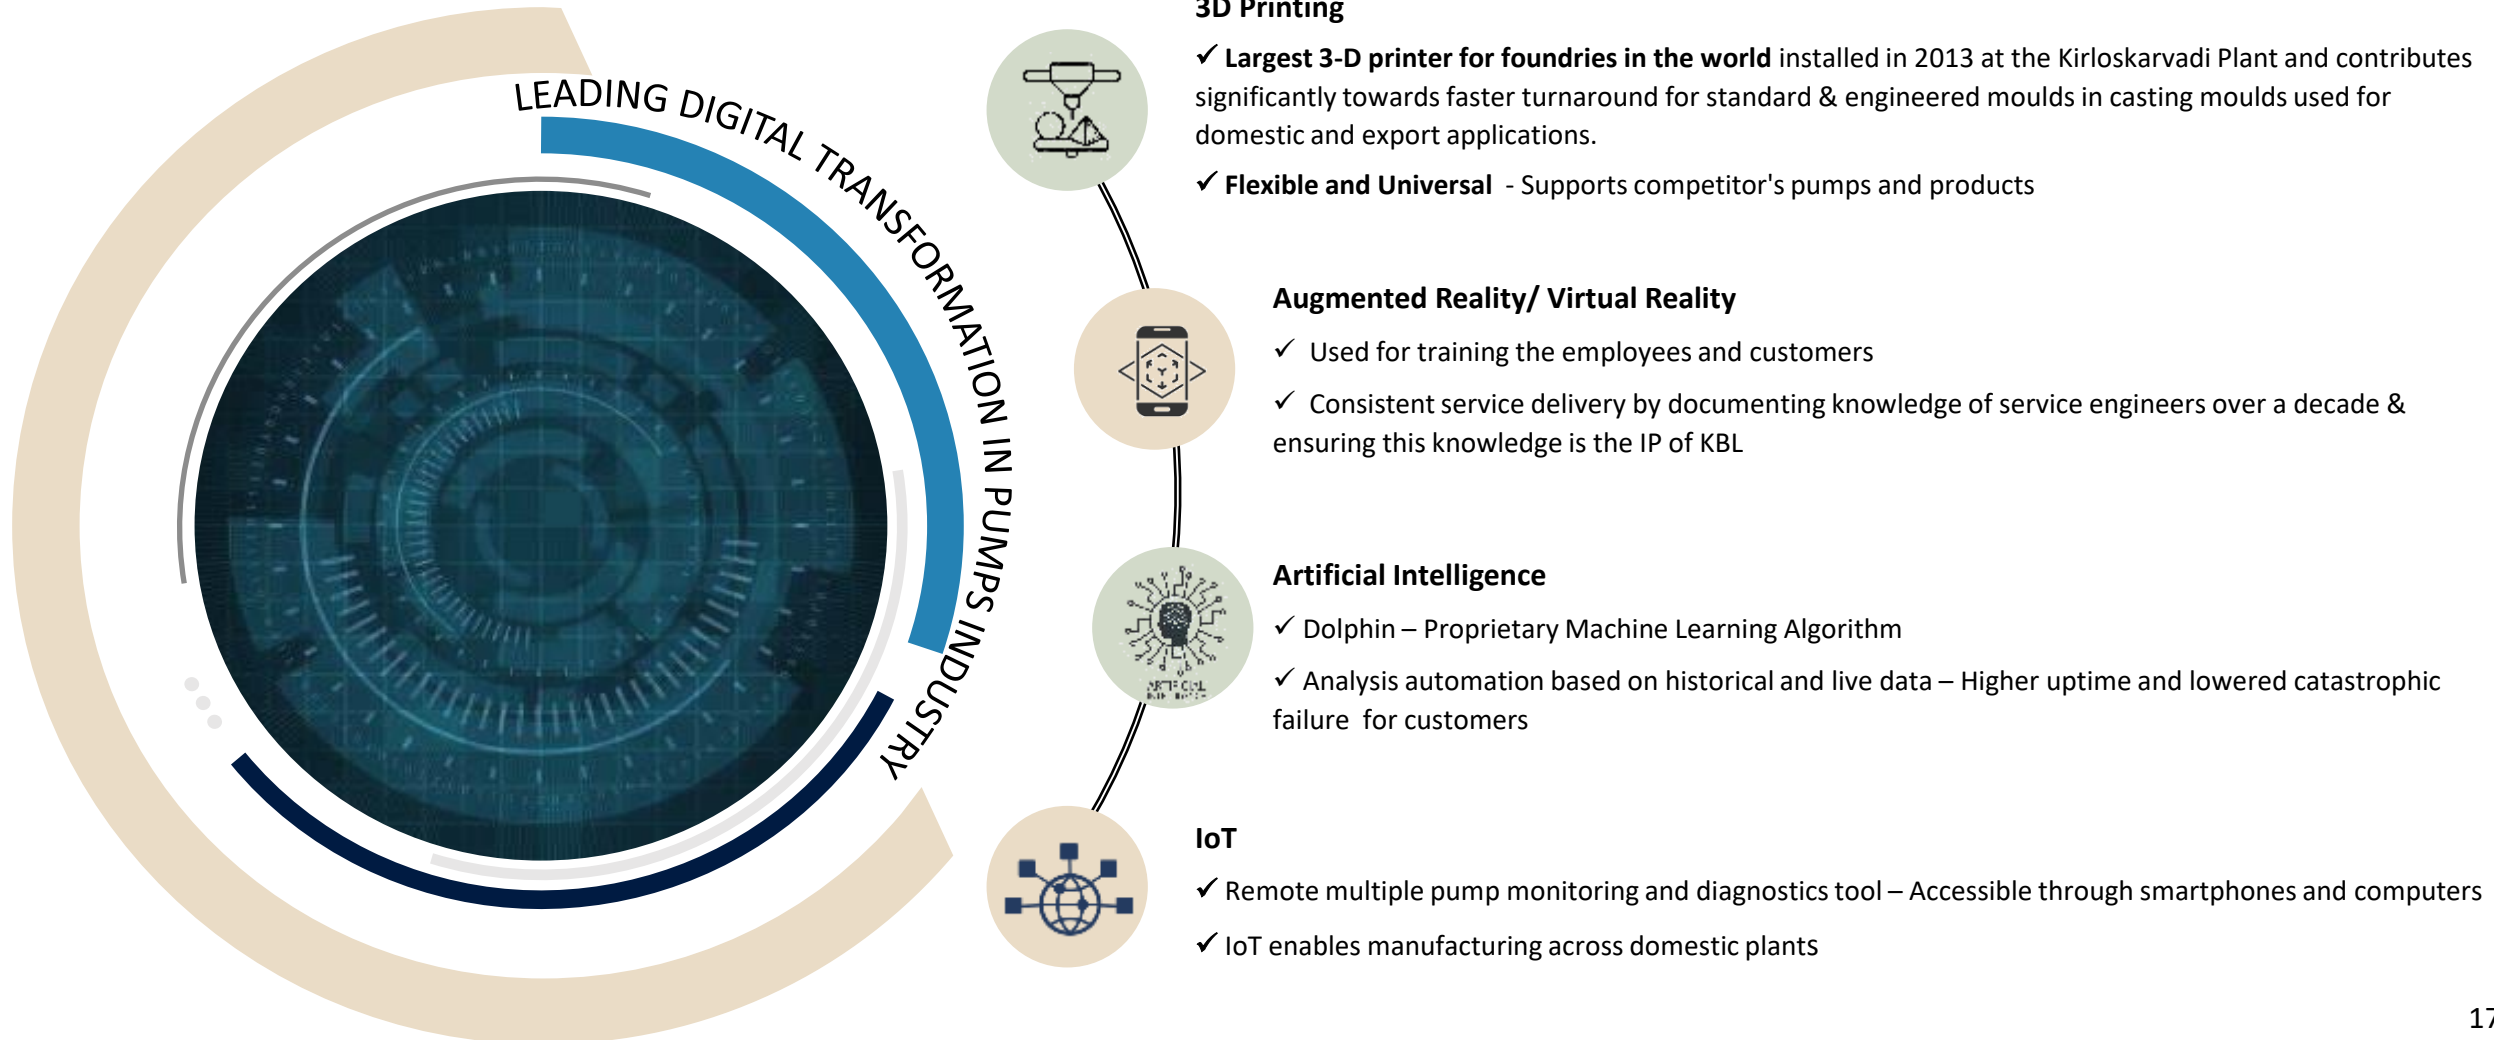 LEADING DIGITAL TRANSFORMATION IN PUMPS INDUSTRY
3D Printing
✓ Largest 3-D printer for foundries in the world installed in 2013 at the Kirloskarvadi Plant and contributes
significantly towards faster turnaround for standard & engineered moulds in casting moulds used for
domestic and export applications.
✓ Flexible and Universal - Supports competitor's pumps and products
Augmented Reality/ Virtual Reality
✓ Used for training the employees and customers
✓ Consistent service delivery by documenting knowledge of service engineers over a decade &
ensuring this knowledge is the IP of KBL
Artificial Intelligence
✓ Dolphin – Proprietary Machine Learning Algorithm
✓ Analysis automation based on historical and live data – Higher uptime and lowered catastrophic
failure for customers
IoT
✓ Remote multiple pump monitoring and diagnostics tool – Accessible through smartphones and computers
✓ IoT enables manufacturing across domestic plants
17